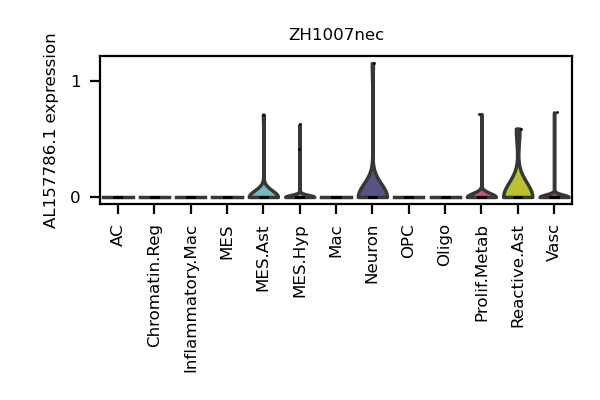 ZH1007nec
AL157786.1 expression
1
0
AC
Chromatin.Reg
Inflammatory.Mac
MES
MES.Ast
MES.Hyp
Mac
Neuron
OPC
Oligo
Prolif.Metab
Reactive.Ast
Vasc